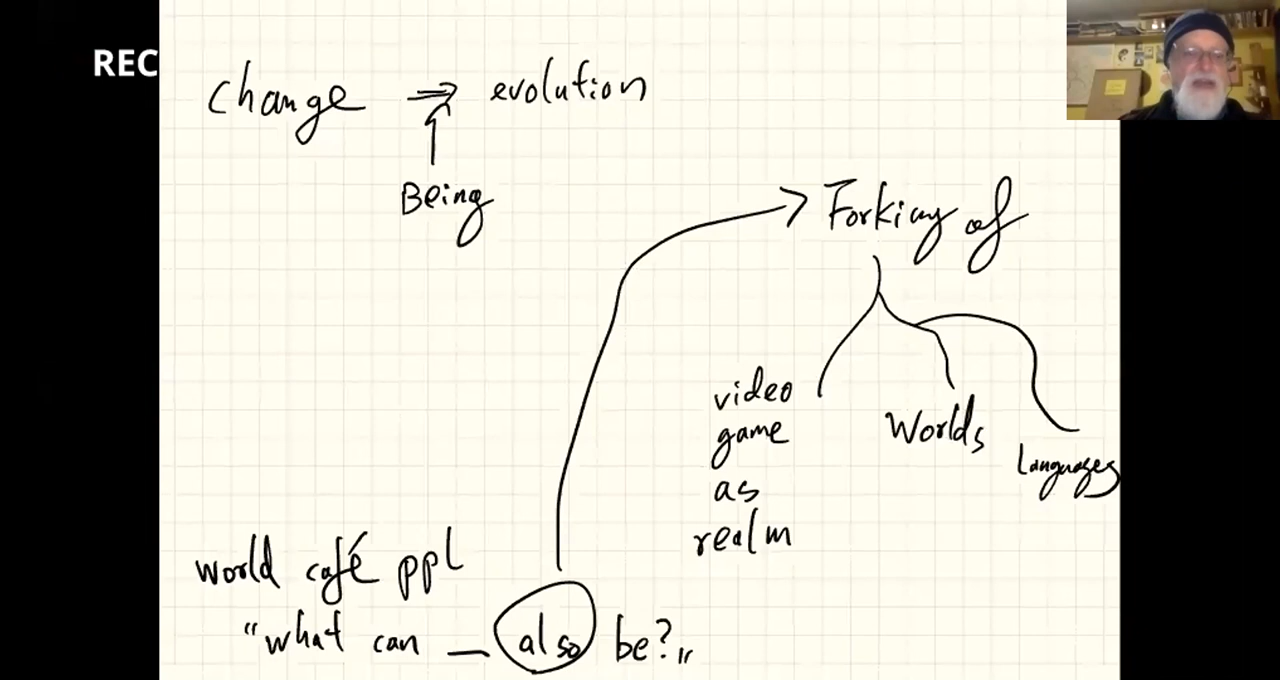 REC
change ⇒ evolution
↑
Being
> Forking of
video
game
as
realm
Worlds
Languages
world café ppl
"what can _ also be?"